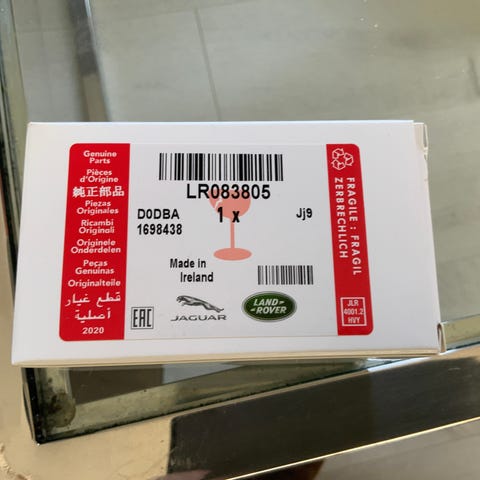 Genuine
Parts
Pièces
d'Origine
純正部品
Piezas
Originales
Ricambi
Originali
Originele
Onderdelen
Peças
Genuinas
Originalteile
قطع غيار
أصلية
2020
LR083805
D0DBA
1 x
Jj9
1698438
Made in
Ireland
EAC
JAGUAR
LAND-
-ROVER
FRAGILE : FRAGIL
ZERBRECHLICH
JLR
4001.2
HVY